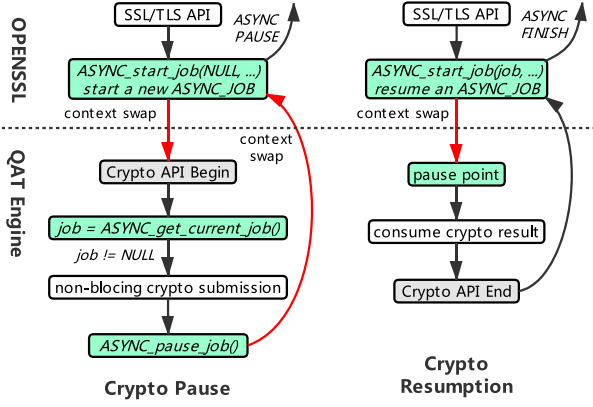 OPENSSL
QAT Engine
SSL/TLS API
ASYNC
PAUSE
ASYNC_start_job(NULL, ...)
start a new ASYNC_JOB
context swap
context
swap
Crypto API Begin
job = ASYNC_get_current_job()
job != NULL
non-blocing crypto submission
ASYNC_pause_job()
Crypto Pause
SSL/TLS API
ASYNC
FINISH
ASYNC_start_job(job, ...)
resume an ASYNC_JOB
context swap
pause point
consume crypto result
Crypto API End
Crypto
Resumption